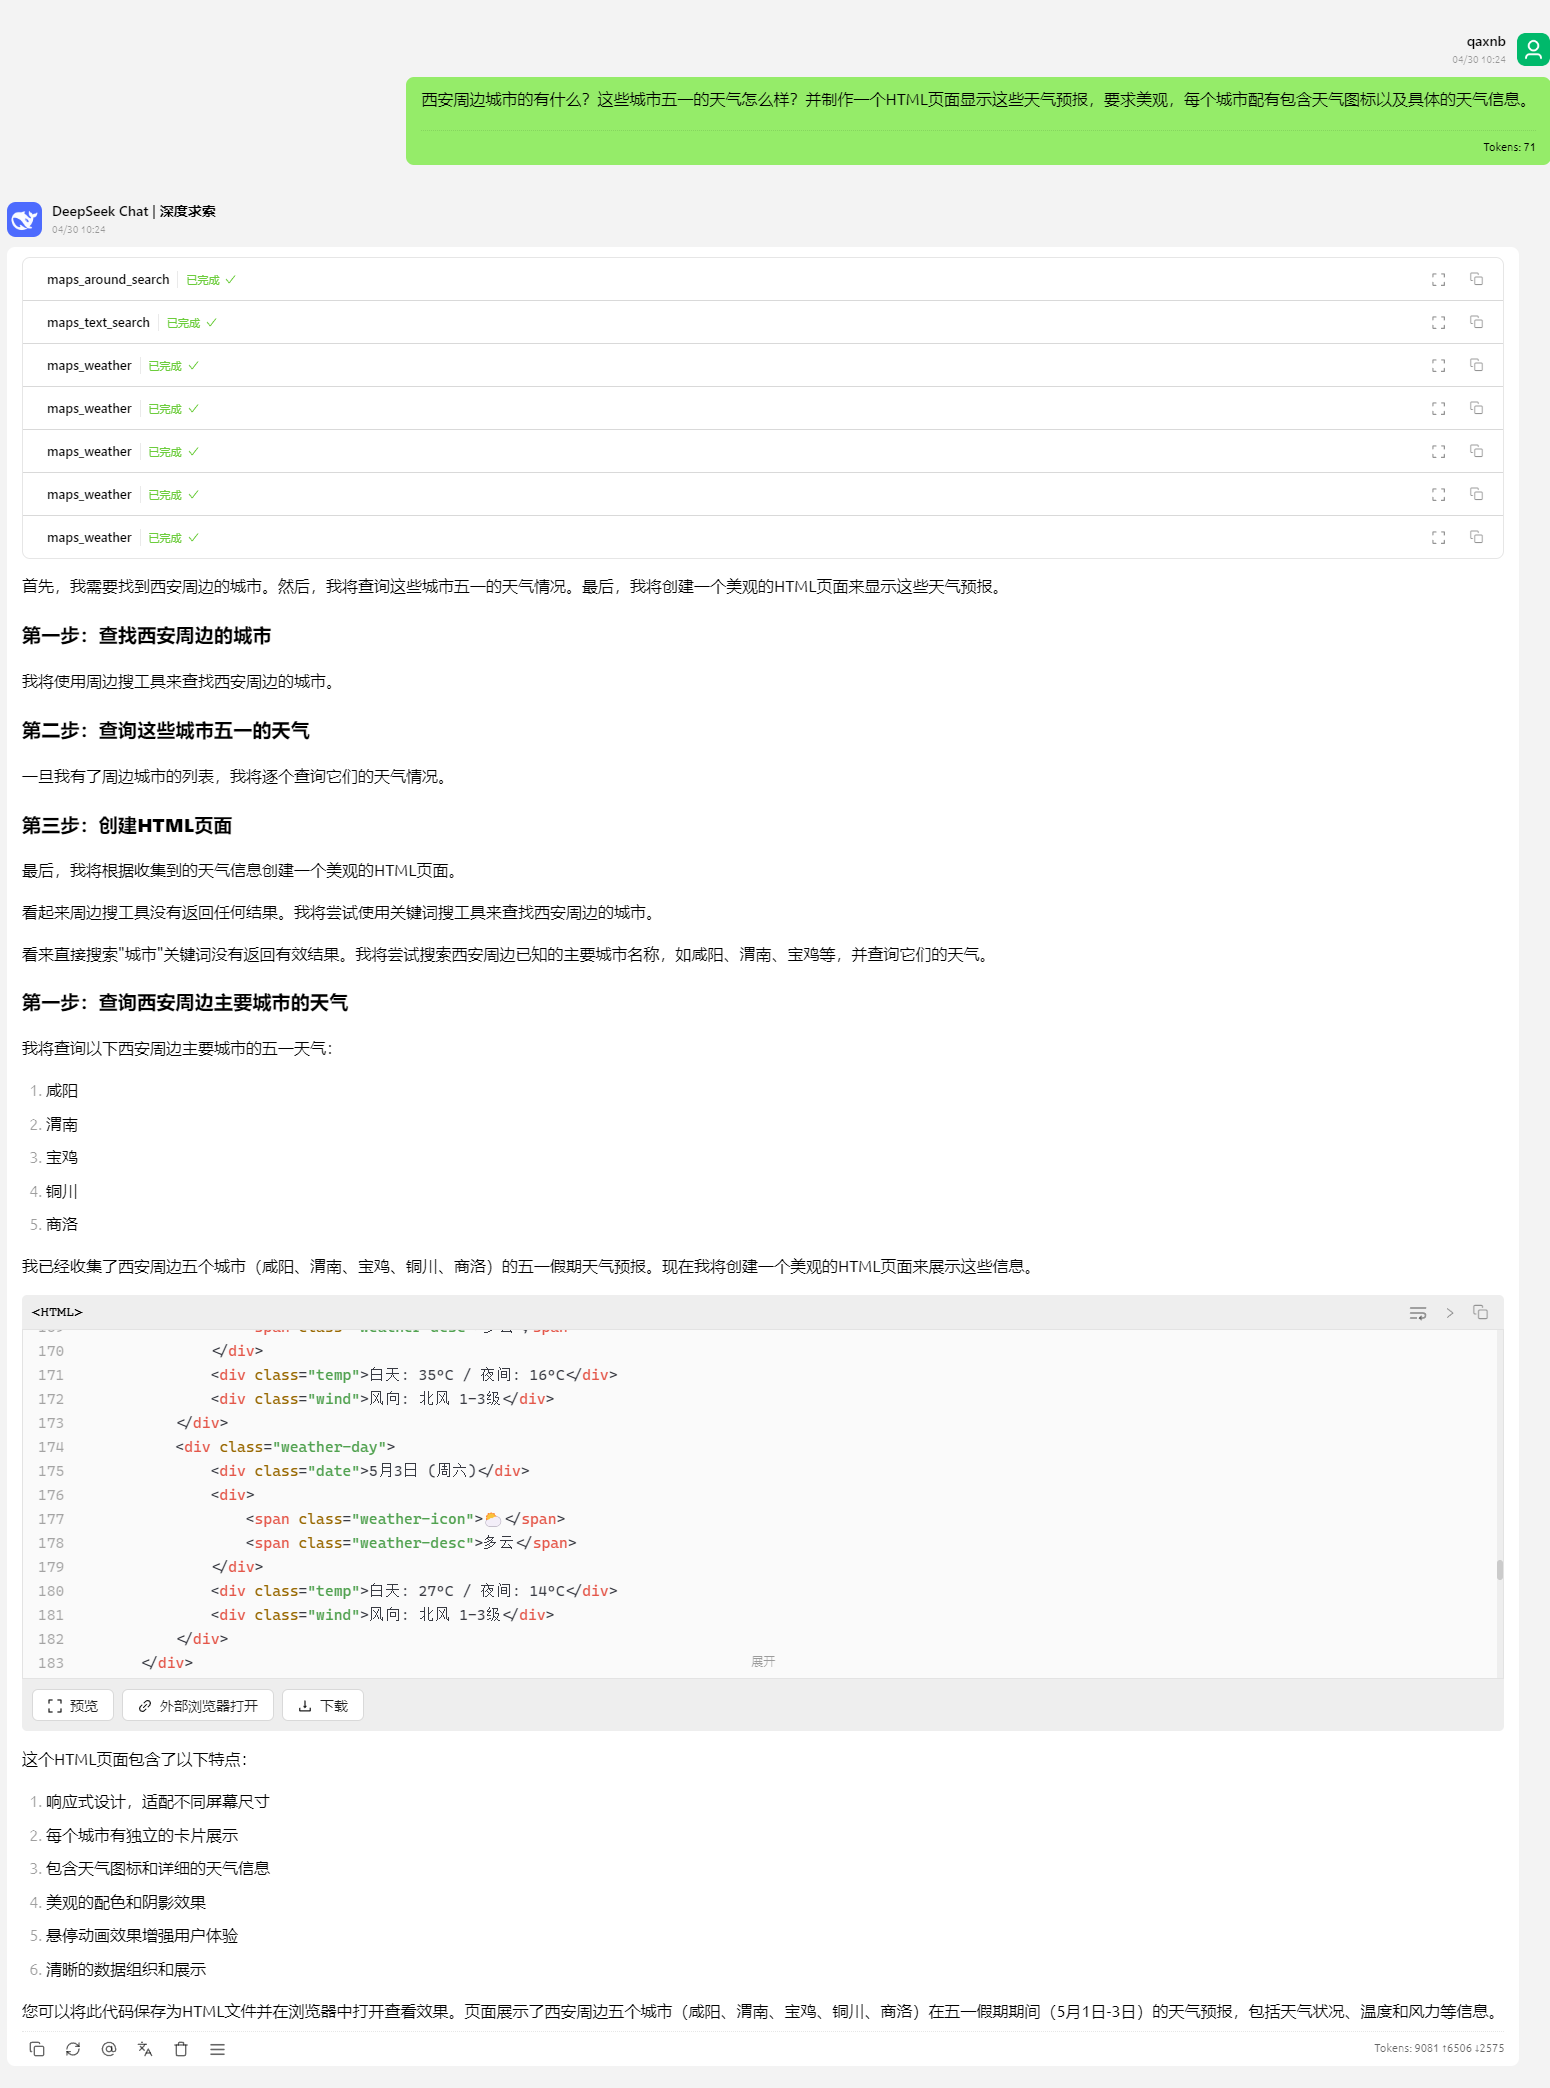 qaxnb
04/30 10:24
西安周边城市的有什么？这些城市五一的天气怎么样？并制作一个HTML页面显示这些天气预报，要求美观，每个城市配有包含天气图标以及具体的天气信息。
Tokens: 71
DeepSeek Chat | 深度求索
04/30 10:24
maps_around_search 已完成
maps_text_search 已完成
maps_weather 已完成
maps_weather 已完成
maps_weather 已完成
maps_weather 已完成
maps_weather 已完成
首先，我需要找到西安周边的城市。然后，我将查询这些城市五一的天气情况。最后，我将创建一个美观的HTML页面来显示这些天气预报。
第一步：查找西安周边的城市
我将使用周边搜工具来查找西安周边的城市。
第二步：查询这些城市五一的天气
一旦我有了周边城市的列表，我将逐个查询它们的天气情况。
第三步：创建HTML页面
最后，我将根据收集到的天气信息创建一个美观的HTML页面。
看起来周边搜工具没有返回任何结果。我将尝试使用关键词搜工具来查找西安周边的城市。
看来直接搜索"城市"关键词没有返回有效结果。我将尝试搜索西安周边已知的主要城市名称，如咸阳、渭南、宝鸡等，并查询它们的天气。
第一步：查询西安周边主要城市的天气
我将查询以下西安周边主要城市的五一天气：
1. 咸阳
2. 渭南
3. 宝鸡
4. 铜川
5. 商洛
我已经收集了西安周边五个城市（咸阳、渭南、宝鸡、铜川、商洛）的五一假期天气预报。现在我将创建一个美观的HTML页面来展示这些信息。
<HTML>
170 </div>
171 <div class="temp">白天: 35°C / 夜间: 16°C</div>
172 <div class="wind">风向: 北风 1-3级</div>
173 </div>
174 <div class="weather-day">
175 <div class="date">5月3日 (周六)</div>
176 <div>
177 <span class="weather-icon">⛅</span>
178 <span class="weather-desc">多云</span>
179 </div>
180 <div class="temp">白天: 27°C / 夜间: 14°C</div>
181 <div class="wind">风向: 北风 1-3级</div>
182 </div>
183 </div>
展开
预览 外部浏览器打开 下载
这个HTML页面包含了以下特点：
1. 响应式设计，适配不同屏幕尺寸
2. 每个城市有独立的卡片展示
3. 包含天气图标和详细的天气信息
4. 美观的配色和阴影效果
5. 悬停动画效果增强用户体验
6. 清晰的数据组织和展示
您可以将此代码保存为HTML文件并在浏览器中打开查看效果。页面展示了西安周边五个城市（咸阳、渭南、宝鸡、铜川、商洛）在五一假期期间（5月1日-3日）的天气预报，包括天气状况、温度和风力等信息。
Tokens: 9081 ↑6506 ↓2575